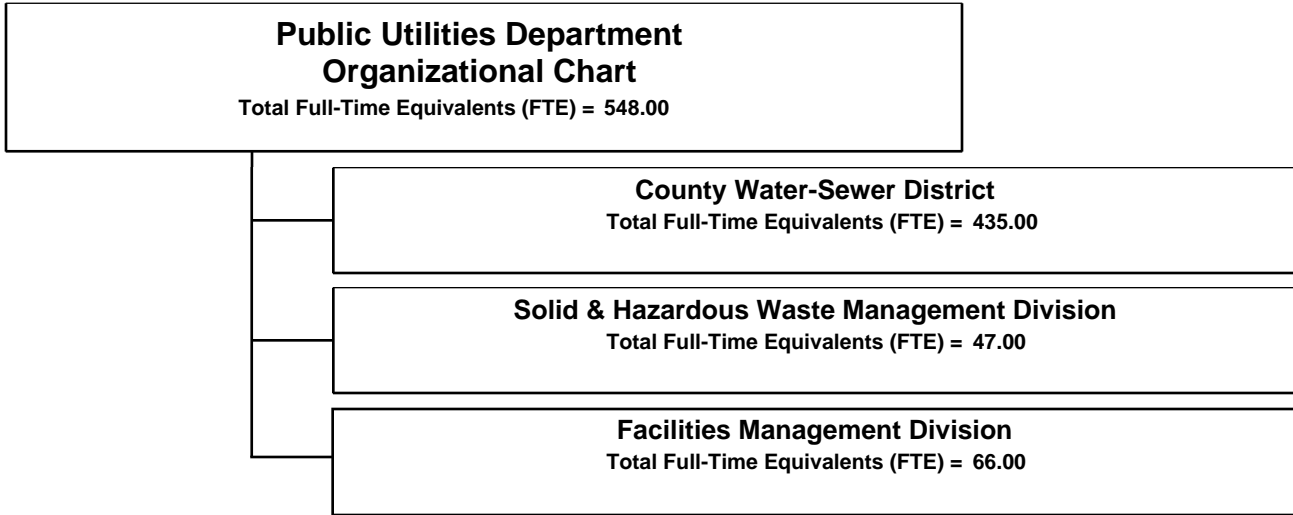 Public Utilities Department
Organizational Chart
Total Full-Time Equivalents (FTE) = 548.00
County Water-Sewer District
Total Full-Time Equivalents (FTE) = 435.00
Solid & Hazardous Waste Management Division
Total Full-Time Equivalents (FTE) = 47.00
Facilities Management Division
Total Full-Time Equivalents (FTE) = 66.00